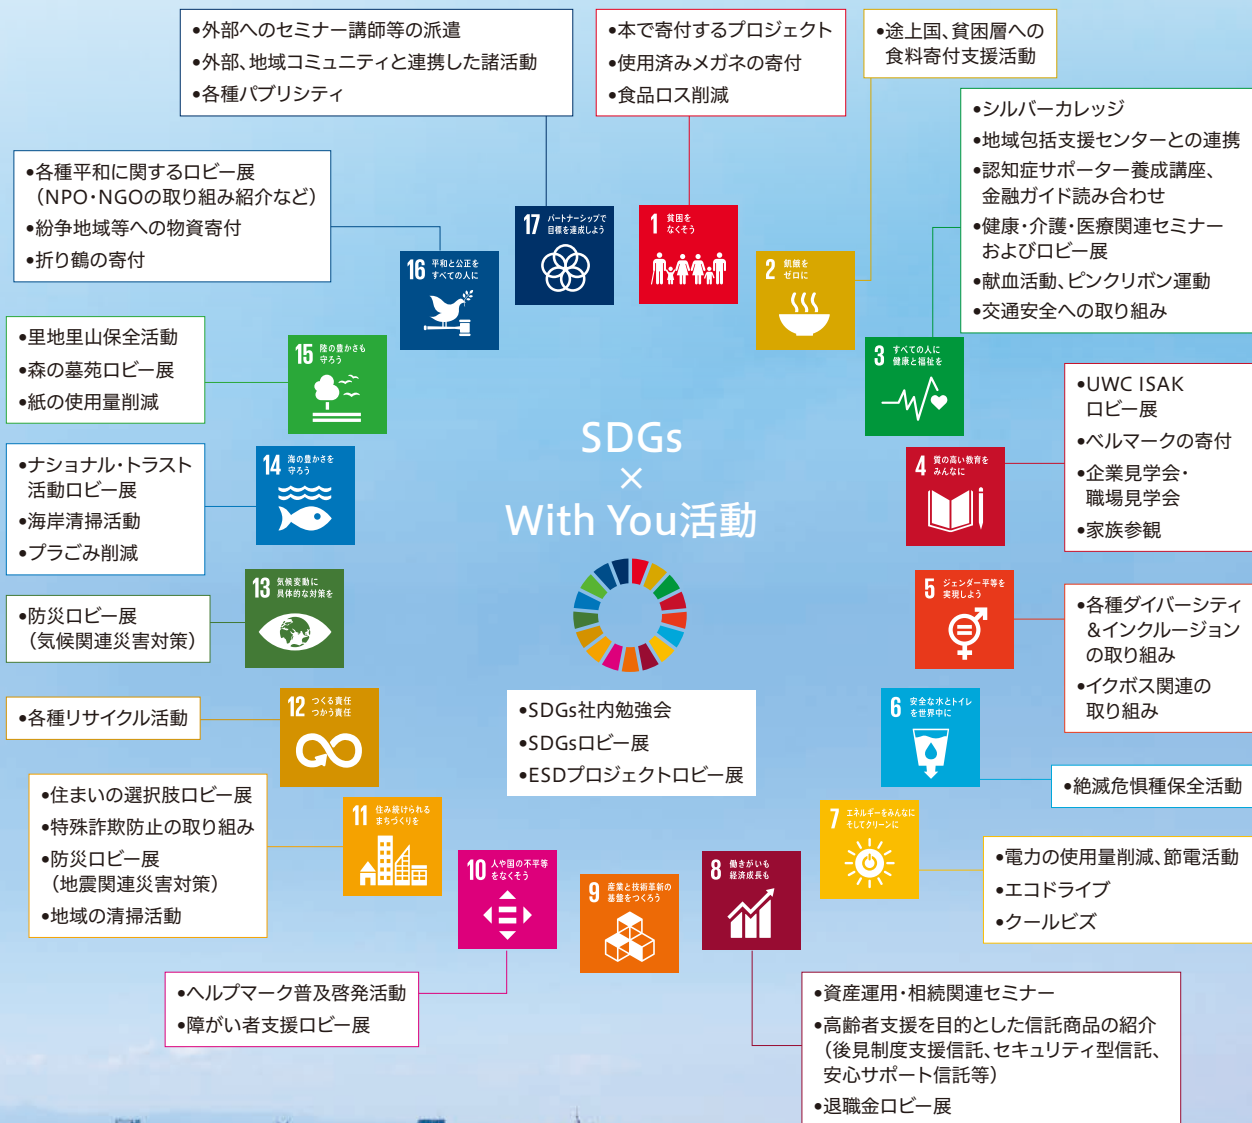 •外部へのセミナー講師等の派遣
•外部、地域コミュニティと連携した諸活動
•各種パブリシティ
•本で寄付するプロジェクト
•使用済みメガネの寄付
•食品ロス削減
•途上国、貧困層への
食料寄付支援活動
•シルバーカレッジ
•地域包括支援センターとの連携
•認知症サポーター養成講座、
金融ガイド読み合わせ
•健康・介護・医療関連セミナー
およびロビー展
•献血活動、ピンクリボン運動
•交通安全への取り組み
•各種平和に関するロビー展
（NPO・NGOの取り組み紹介など）
•紛争地域等への物資寄付
•折り鶴の寄付
17 パートナーシップで
目標を達成しよう
1 貧困を
なくそう
16 平和と公正を
すべての人に
2 飢餓を
ゼロに
•里地里山保全活動
•森の墓苑ロビー展
•紙の使用量削減
15 陸の豊かさも
守ろう
3 すべての人に
健康と福祉を
•UWC ISAK
ロビー展
•ベルマークの寄付
•企業見学会・
職場見学会
•家族参観
SDGs
×
With You活動
•ナショナル・トラスト
活動ロビー展
•海岸清掃活動
•プラごみ削減
14 海の豊かさを
守ろう
4 質の高い教育を
みんなに
13 気候変動に
具体的な対策を
5 ジェンダー平等を
実現しよう
•防災ロビー展
（気候関連災害対策）
•各種ダイバーシティ
&インクルージョン
の取り組み
•イクボス関連の
取り組み
•各種リサイクル活動
12 つくる責任
つかう責任
•SDGs社内勉強会
•SDGsロビー展
•ESDプロジェクトロビー展
6 安全な水とトイレ
を世界中に
•絶滅危惧種保全活動
•住まいの選択肢ロビー展
•特殊詐欺防止の取り組み
•防災ロビー展
（地震関連災害対策）
•地域の清掃活動
11 住み続けられる
まちづくりを
7 エネルギーをみんなに
そしてクリーンに
•電力の使用量削減、節電活動
•エコドライブ
•クールビズ
10 人や国の不平等
をなくそう
9 産業と技術革新の
基盤をつくろう
8 働きがいも
経済成長も
•ヘルプマーク普及啓発活動
•障がい者支援ロビー展
•資産運用・相続関連セミナー
•高齢者支援を目的とした信託商品の紹介
（後見制度支援信託、セキュリティ型信託、
安心サポート信託等）
•退職金ロビー展